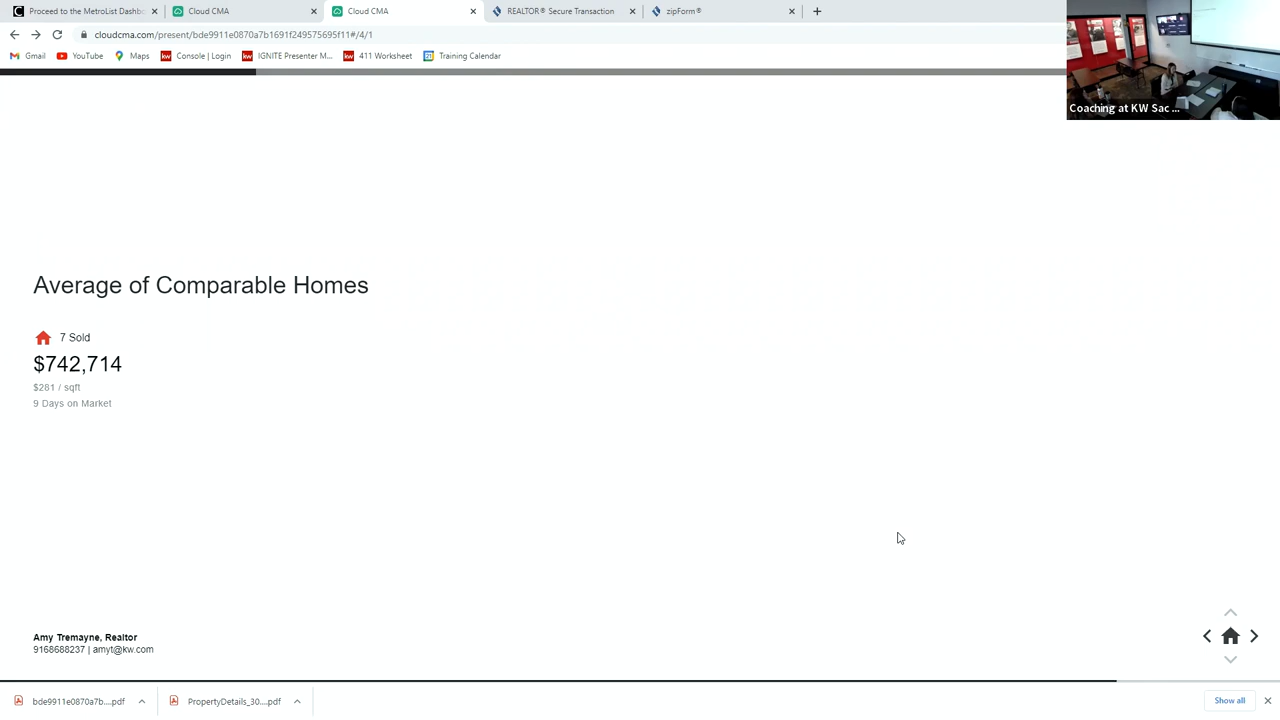 Proceed to the MetroList Dashbo
Cloud CMA
Cloud CMA
REALTOR® Secure Transaction
zipForm®
cloudcma.com/present/bde9911e0870a7b1691f249575695f11#/4/1
Gmail
YouTube
Maps
Console | Login
IGNITE Presenter M...
411 Worksheet
Training Calendar
Coaching at KW Sac ...
Average of Comparable Homes
7 Sold
$742,714
$281 / sqft
9 Days on Market
Amy Tremayne, Realtor
9168688237 | amyt@kw.com
bde9911e0870a7b....pdf
PropertyDetails_30....pdf
Show all